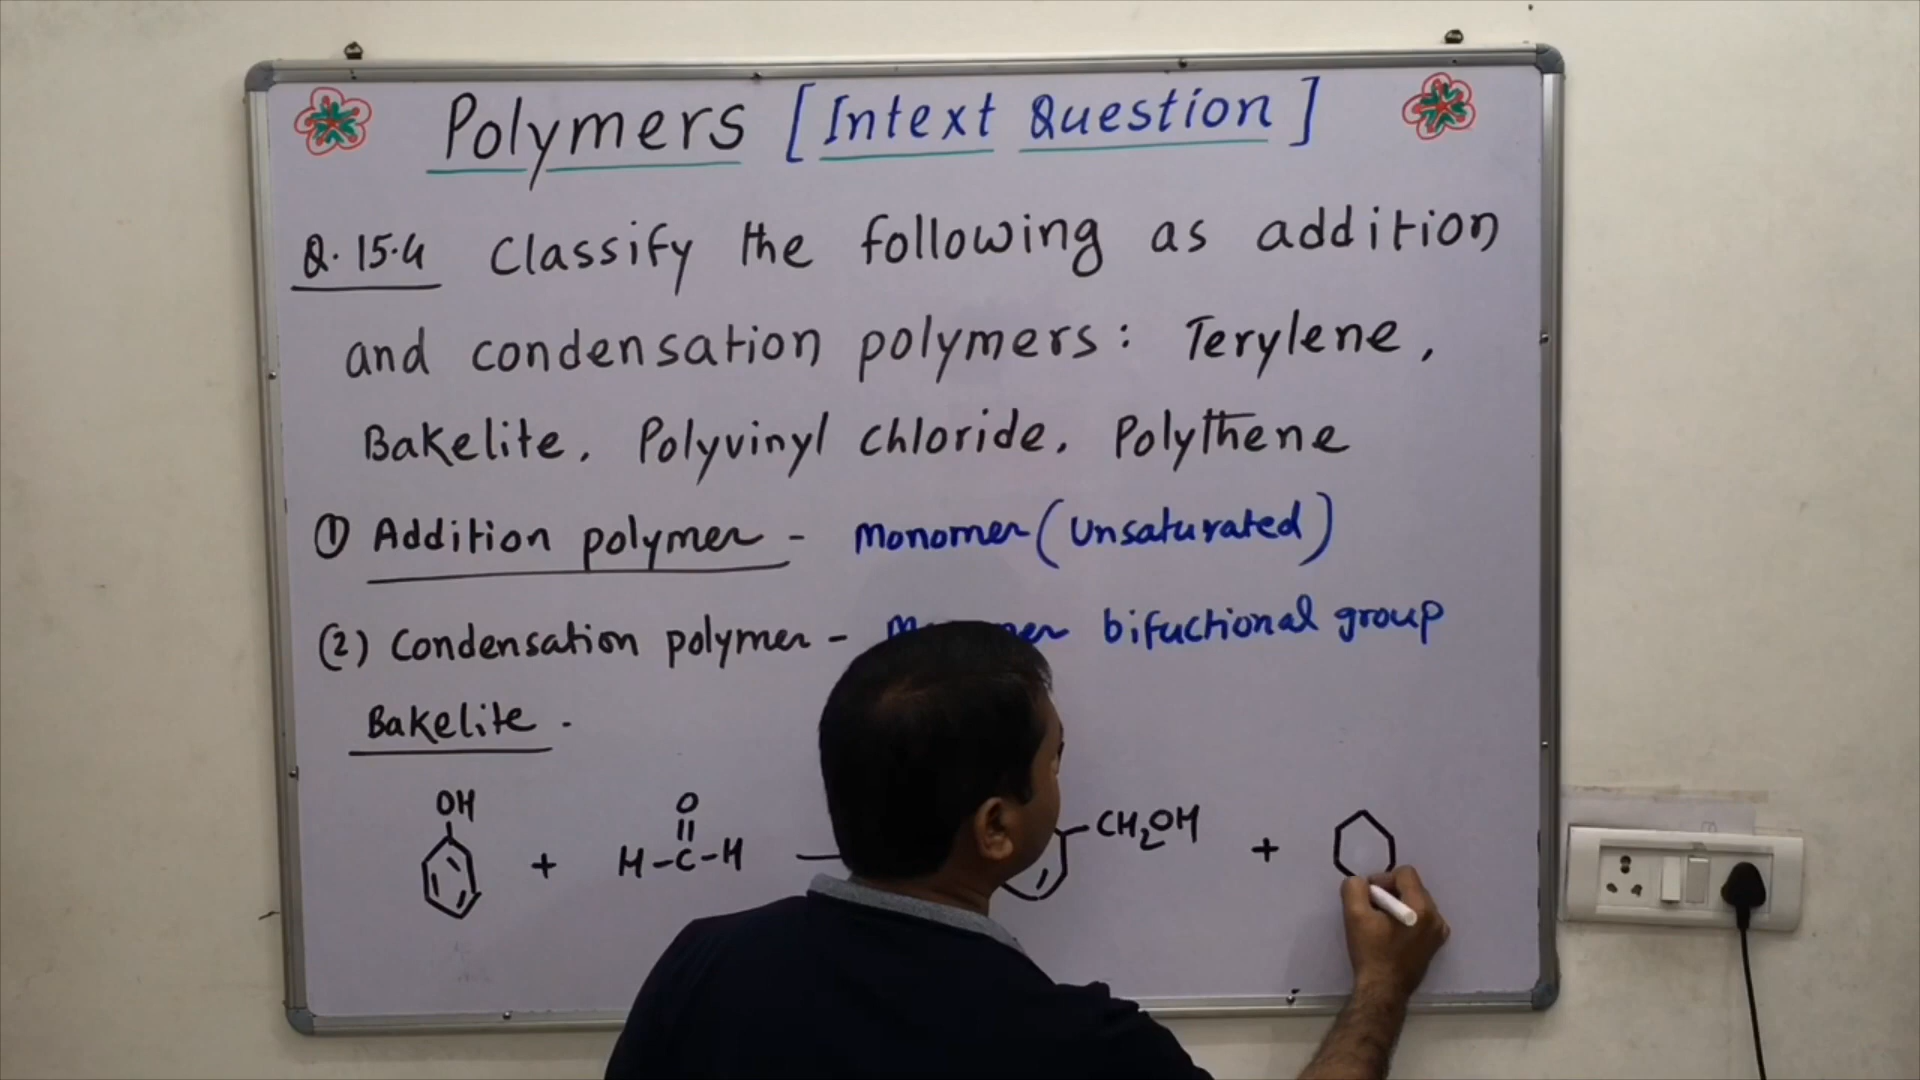 Polymers [Intext Question]
Q. 15.4 Classify the following as addition
and condensation polymers: Terylene,
Bakelite, Polyvinyl chloride, Polythene
① Addition polymer - Monomer (Unsaturated)
(2) Condensation polymer - bifuctional group
Bakelite -
OH
O
CH₂OH +
+ H-C-H